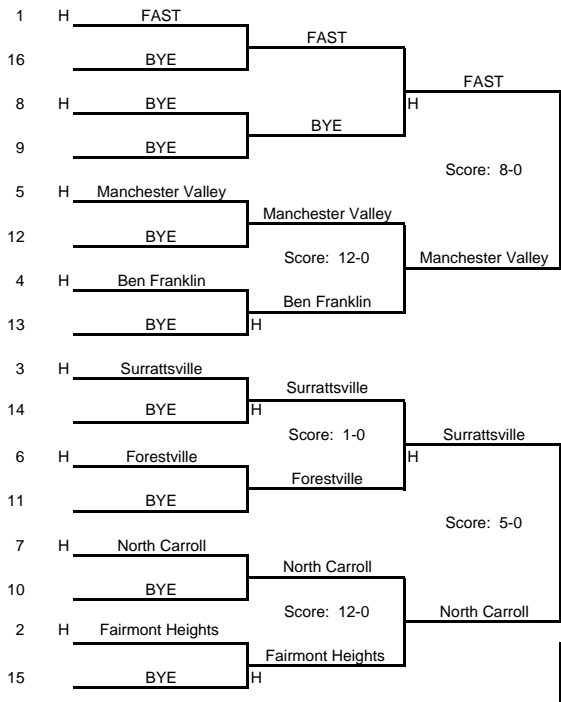 1 H FAST
FAST
16 BYE
FAST
8 H BYE
H
BYE
9 BYE
Score: 8-0
5 H Manchester Valley
Manchester Valley
12 BYE
Score: 12-0
Manchester Valley
4 H Ben Franklin
Ben Franklin
13 BYE H
3 H Surrattsville
Surrattsville
14 BYE H
Score: 1-0
Surrattsville
6 H Forestville
H
Forestville
11 BYE
Score: 5-0
7 H North Carroll
North Carroll
10 BYE
Score: 12-0
North Carroll
2 H Fairmont Heights
Fairmont Heights
15 BYE H